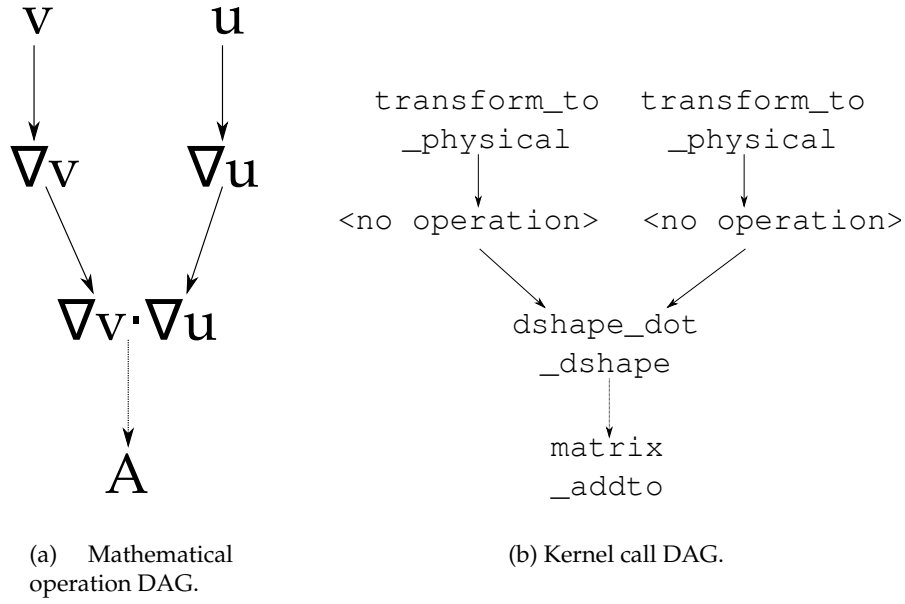 v
u
∇v
∇u
∇v·∇u
A
(a) Mathematical
operation DAG.
transform_to
_physical
transform_to
_physical
<no operation>
<no operation>
dshape_dot
_dshape
matrix
_addto
(b) Kernel call DAG.